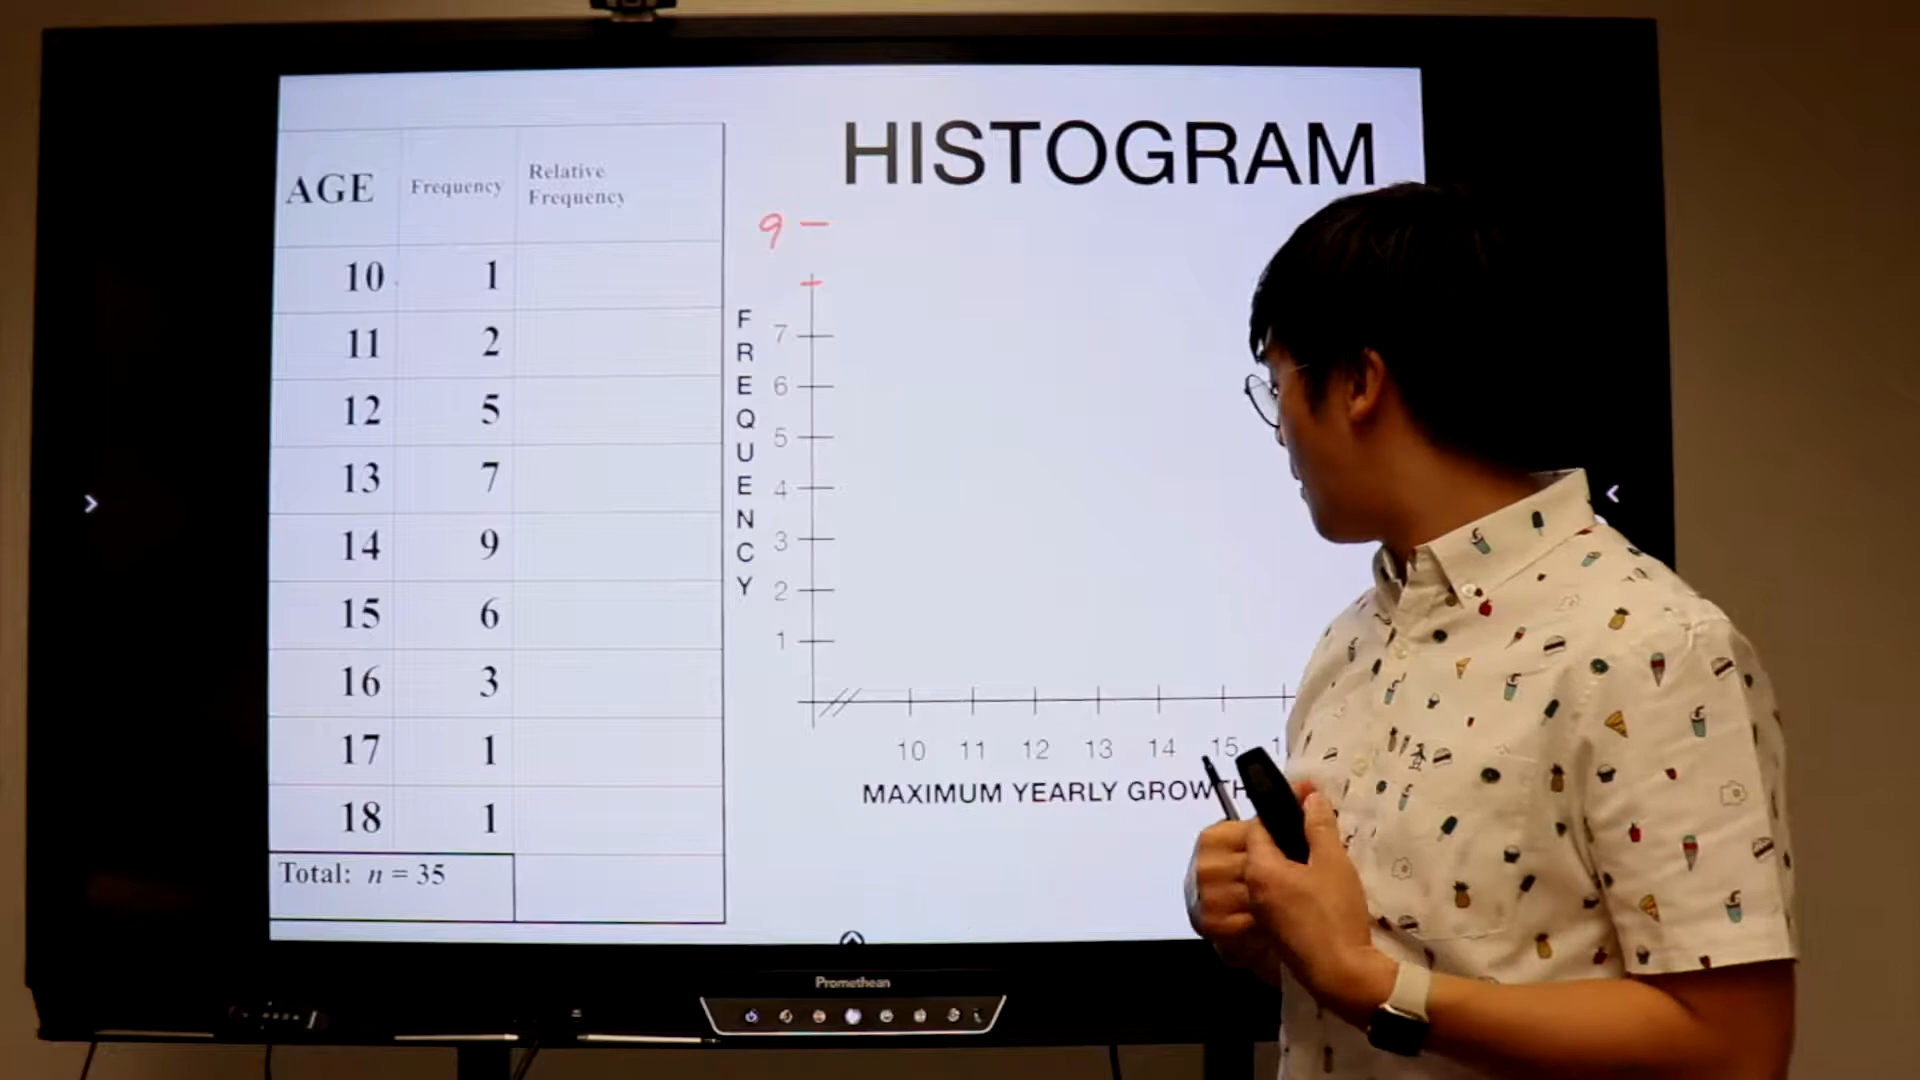 HISTOGRAM
AGE Frequency Relative Frequency
10 1
11 2
12 5
13 7
14 9
15 6
16 3
17 1
18 1
Total: n = 35
9
FREQUENCY
7
6
5
4
3
2
1
10 11 12 13 14 15
MAXIMUM YEARLY
Promethean